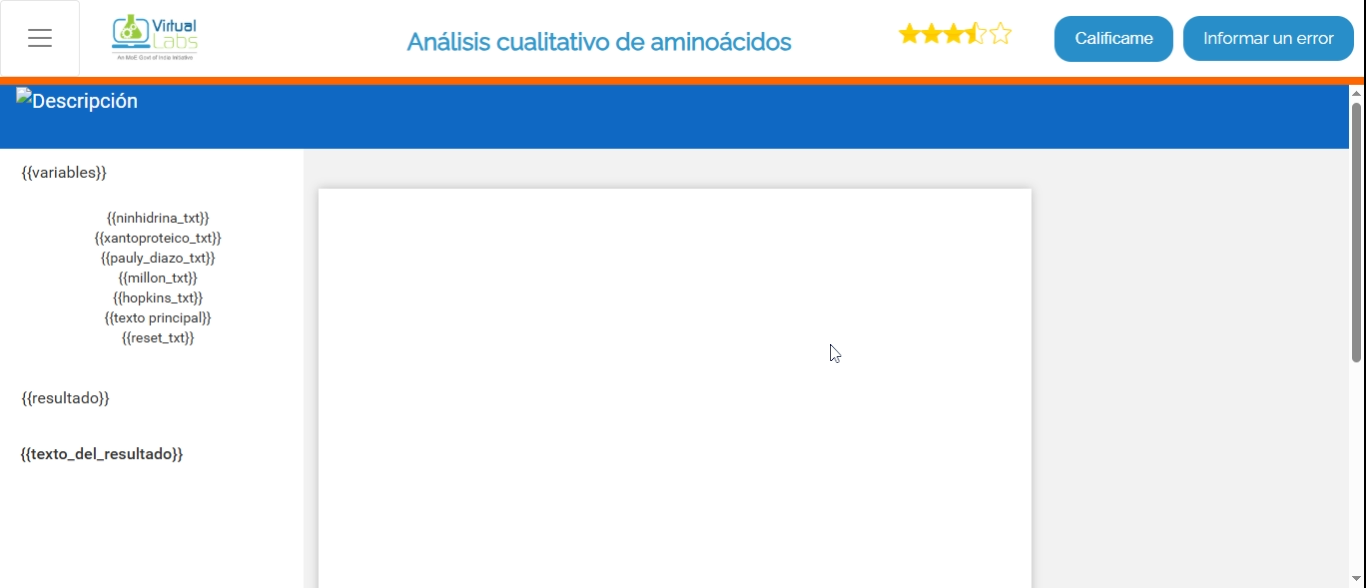 Virtual
Labs
An MoE Govt of India Initiative
Análisis cualitativo de aminoácidos
Calificame
Informar un error
Descripción
{{variables}}
{{ninhidrina_txt}}
{{xantoproteico_txt}}
{{pauly_diazo_txt}}
{{millon_txt}}
{{hopkins_txt}}
{{texto principal}}
{{reset_txt}}
{{resultado}}
{{texto_del_resultado}}